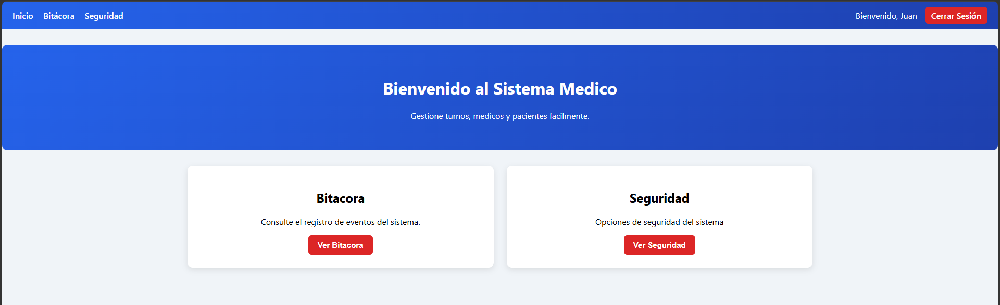 Inicio Bitácora Seguridad Bienvenido, Juan Cerrar Sesión
Bienvenido al Sistema Medico
Gestione turnos, medicos y pacientes facilmente.
Bitacora
Consulte el registro de eventos del sistema.
Ver Bitacora
Seguridad
Opciones de seguridad del sistema
Ver Seguridad